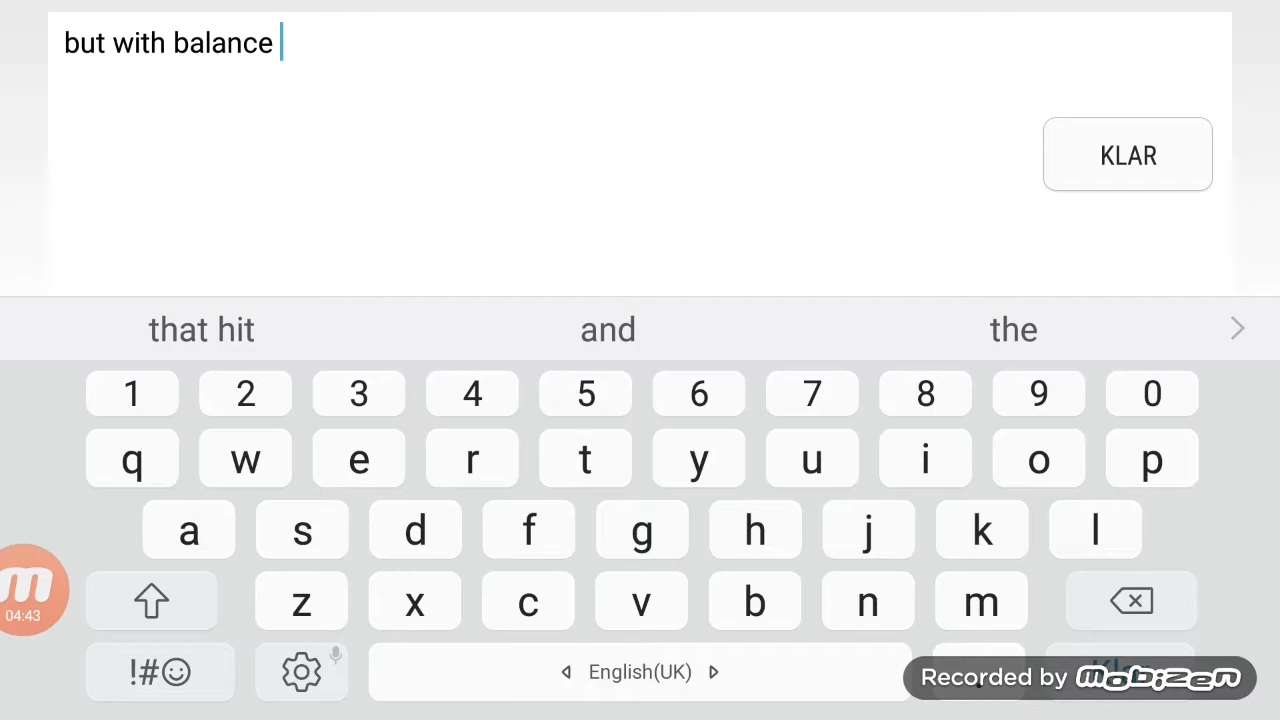 but with balance
KLAR
that hit and the
1 2 3 4 5 6 7 8 9 0
q w e r t y u i o p
a s d f g h j k l
z x c v b n m
04:43
!#☺ English(UK)
Recorded by mobizen